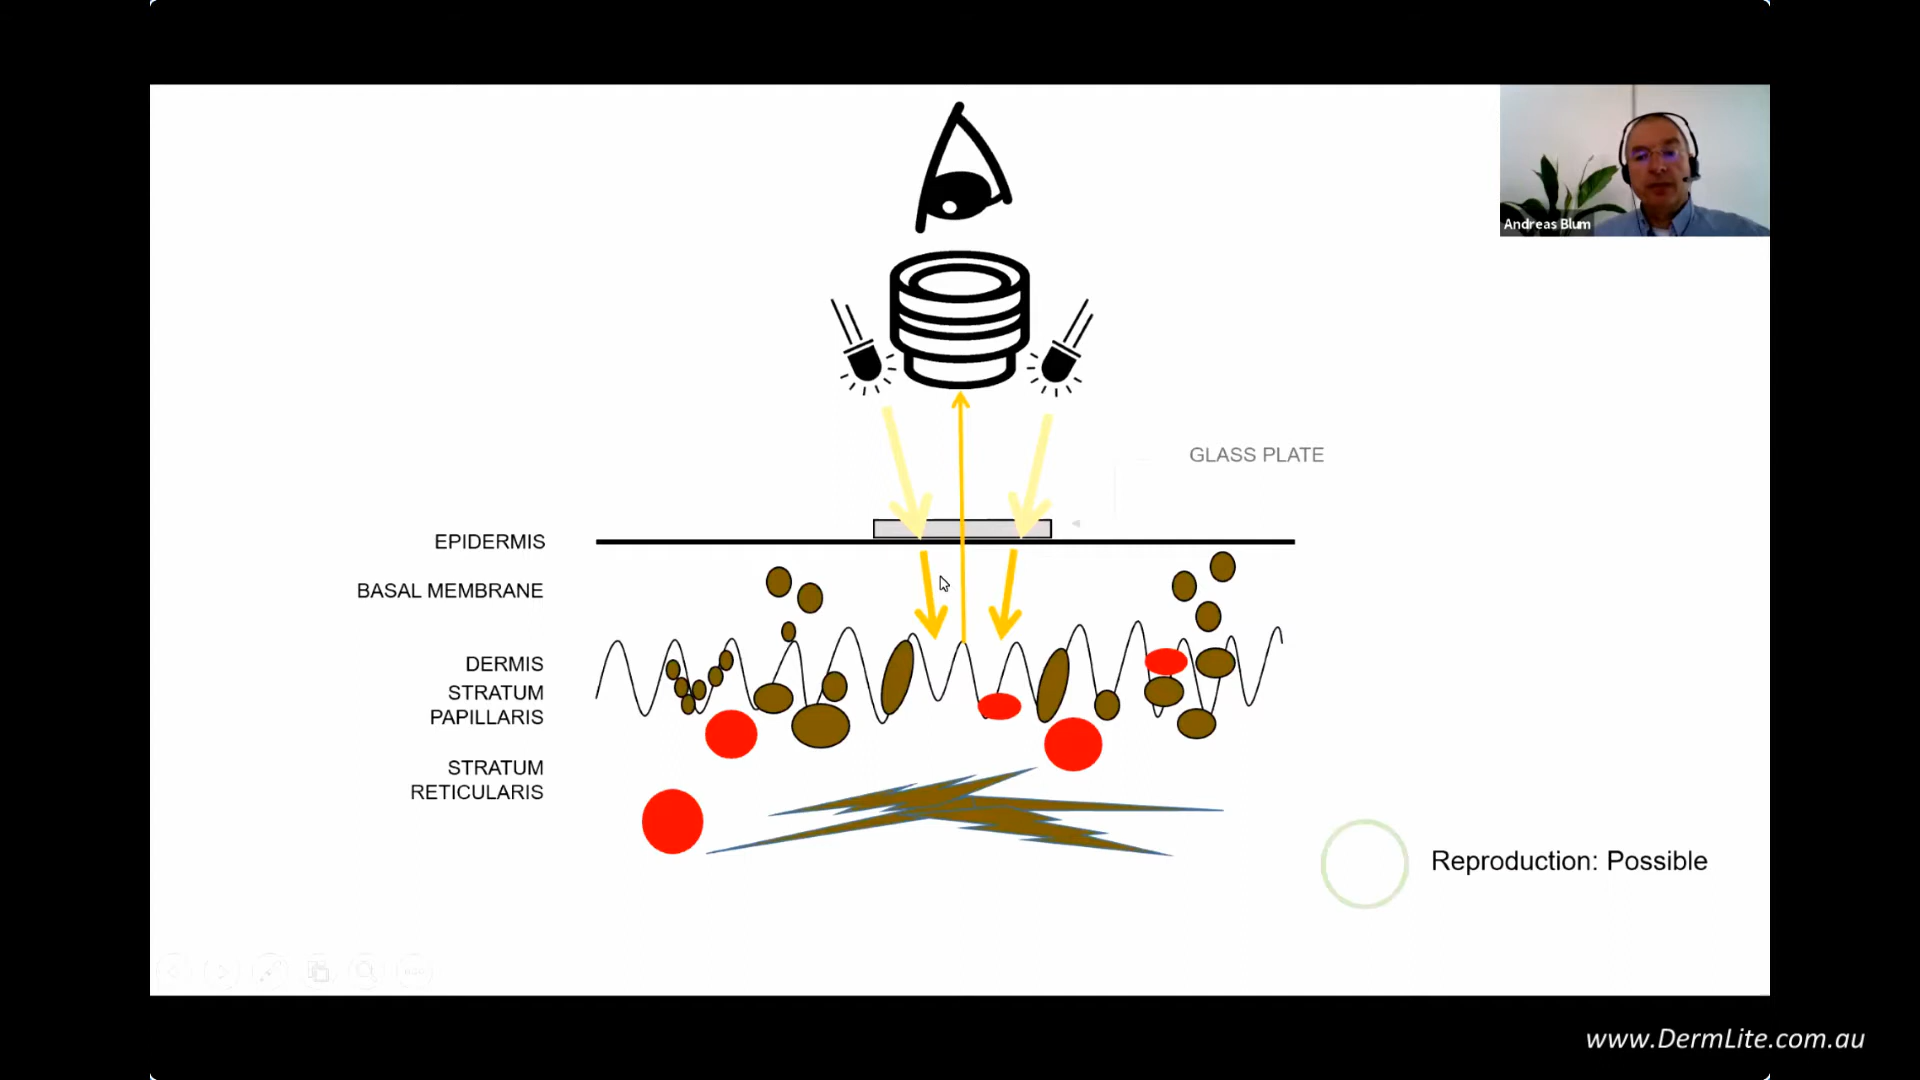 Andreas Blum
GLASS PLATE
EPIDERMIS
BASAL MEMBRANE
DERMIS
STRATUM
PAPILLARIS
STRATUM
RETICULARIS
Reproduction: Possible
www.DermLite.com.au